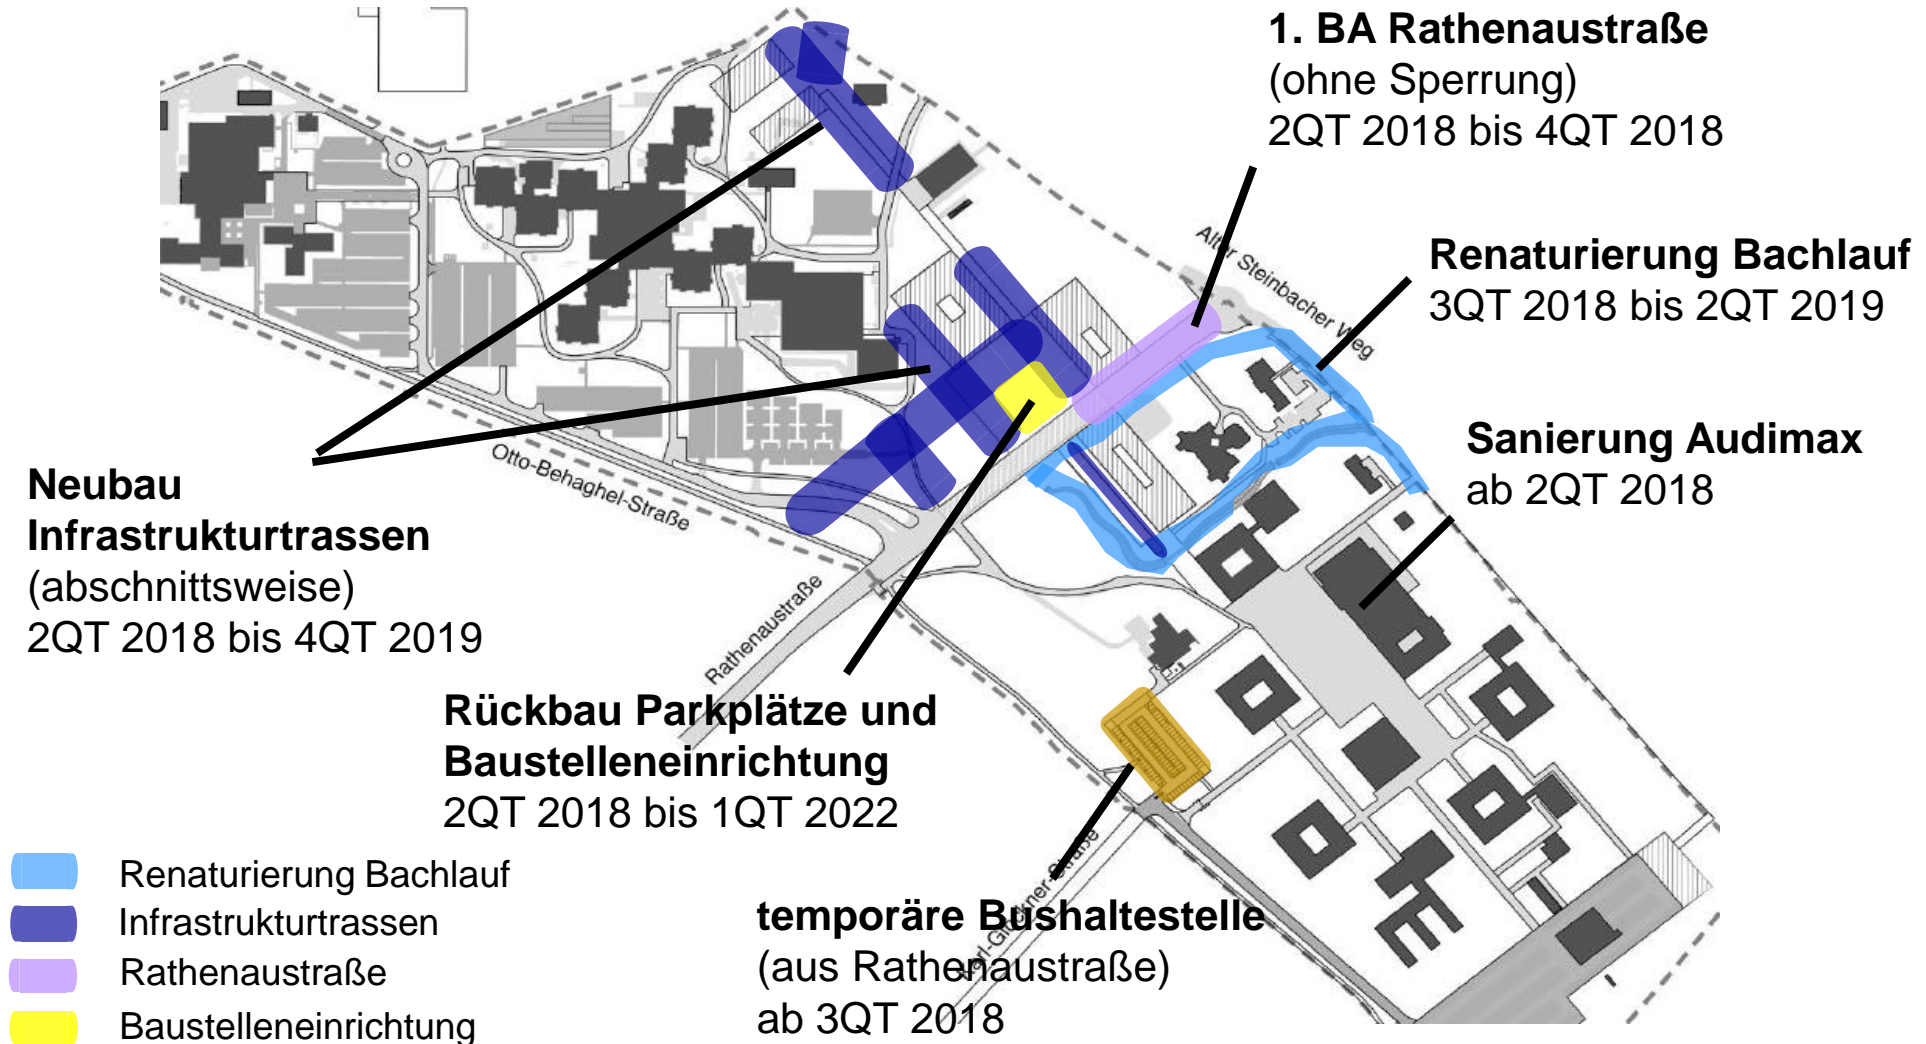 1. BA Rathenaustraße
(ohne Sperrung)
2QT 2018 bis 4QT 2018
Alter Steinbacher Weg
Renaturierung Bachlauf
3QT 2018 bis 2QT 2019
Sanierung Audimax
ab 2QT 2018
Neubau
Infrastrukturtrassen
(abschnittsweise)
2QT 2018 bis 4QT 2019
Otto-Behaghel-Straße
Rathenaustraße
Rückbau Parkplätze und
Baustelleneinrichtung
2QT 2018 bis 1QT 2022
Karl-Glöckner-Straße
temporäre Bushaltestelle
(aus Rathenaustraße)
ab 3QT 2018
Renaturierung Bachlauf
Infrastrukturtrassen
Rathenaustraße
Baustelleneinrichtung